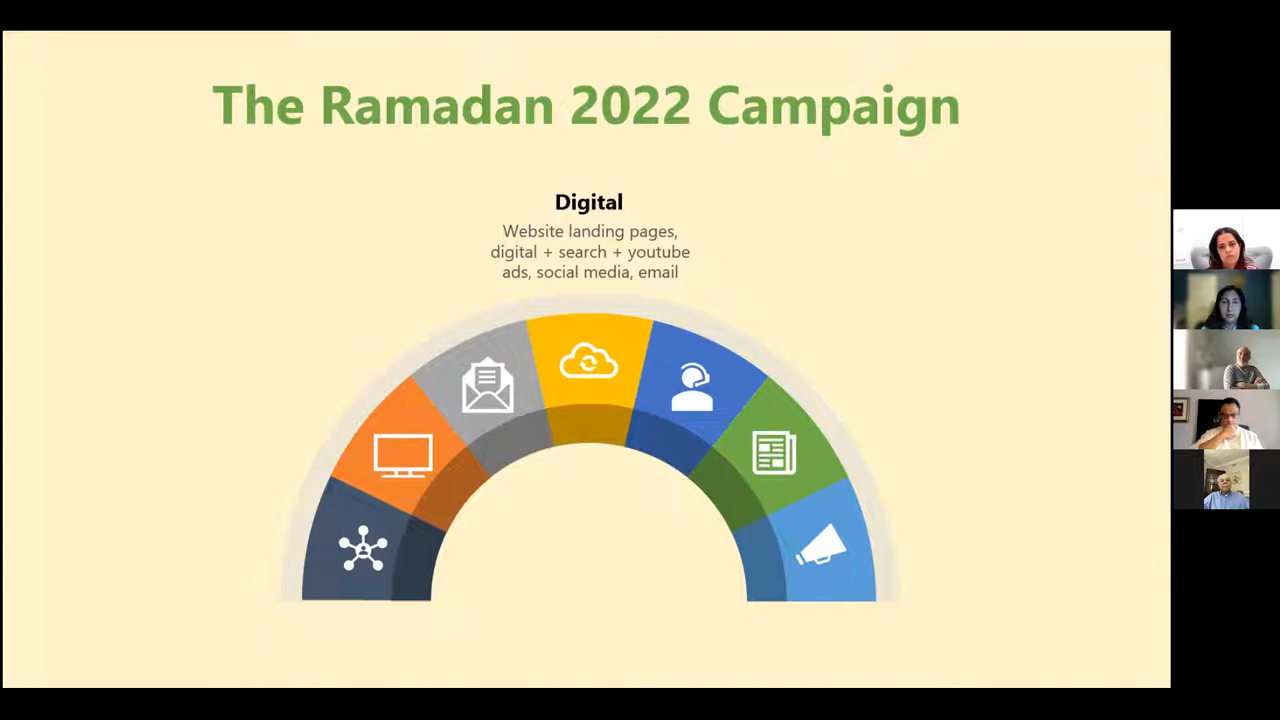 The Ramadan 2022 Campaign
Digital
Website landing pages,
digital + search + youtube
ads, social media, email